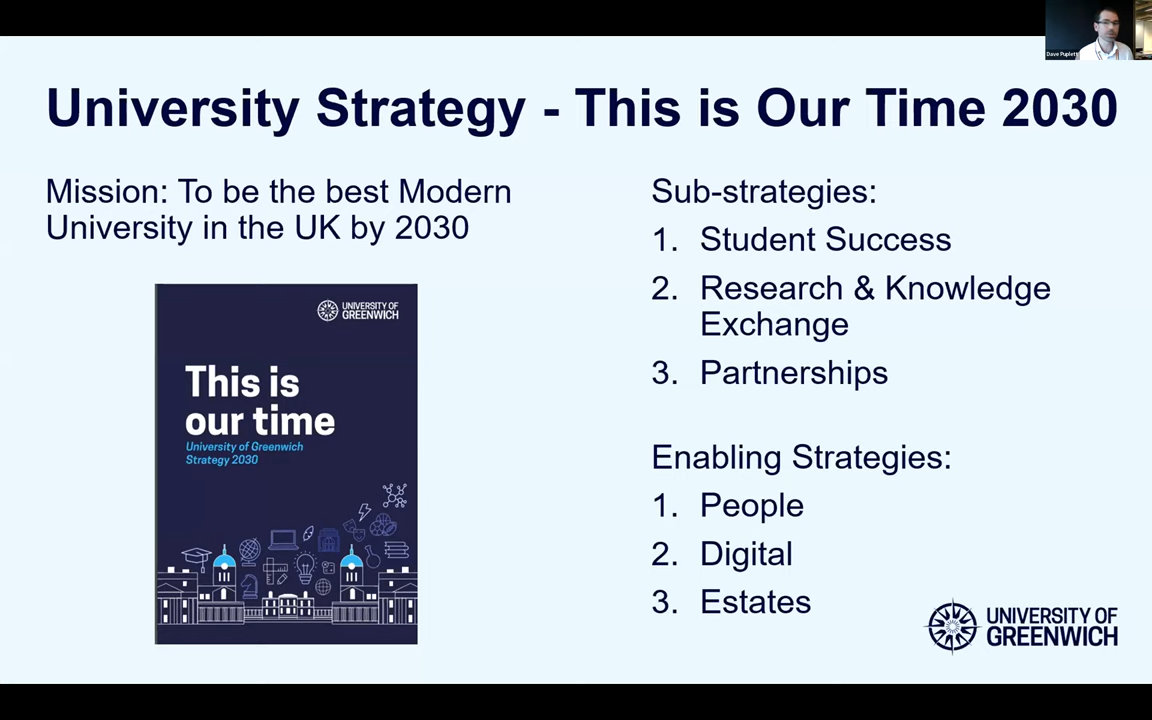 Dave Puplett
University Strategy - This is Our Time 2030
Mission: To be the best Modern
University in the UK by 2030
UNIVERSITY OF
GREENWICH
This is
our time
University of Greenwich
Strategy 2030
Sub-strategies:
1. Student Success
2. Research & Knowledge
Exchange
3. Partnerships
Enabling Strategies:
1. People
2. Digital
3. Estates
UNIVERSITY OF
GREENWICH